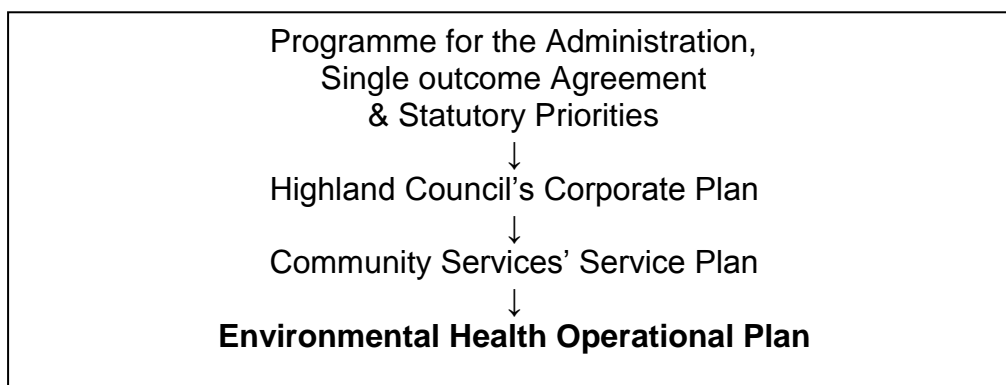 Programme for the Administration,
Single outcome Agreement
& Statutory Priorities
↓
Highland Council’s Corporate Plan
↓
Community Services’ Service Plan
↓
Environmental Health Operational Plan